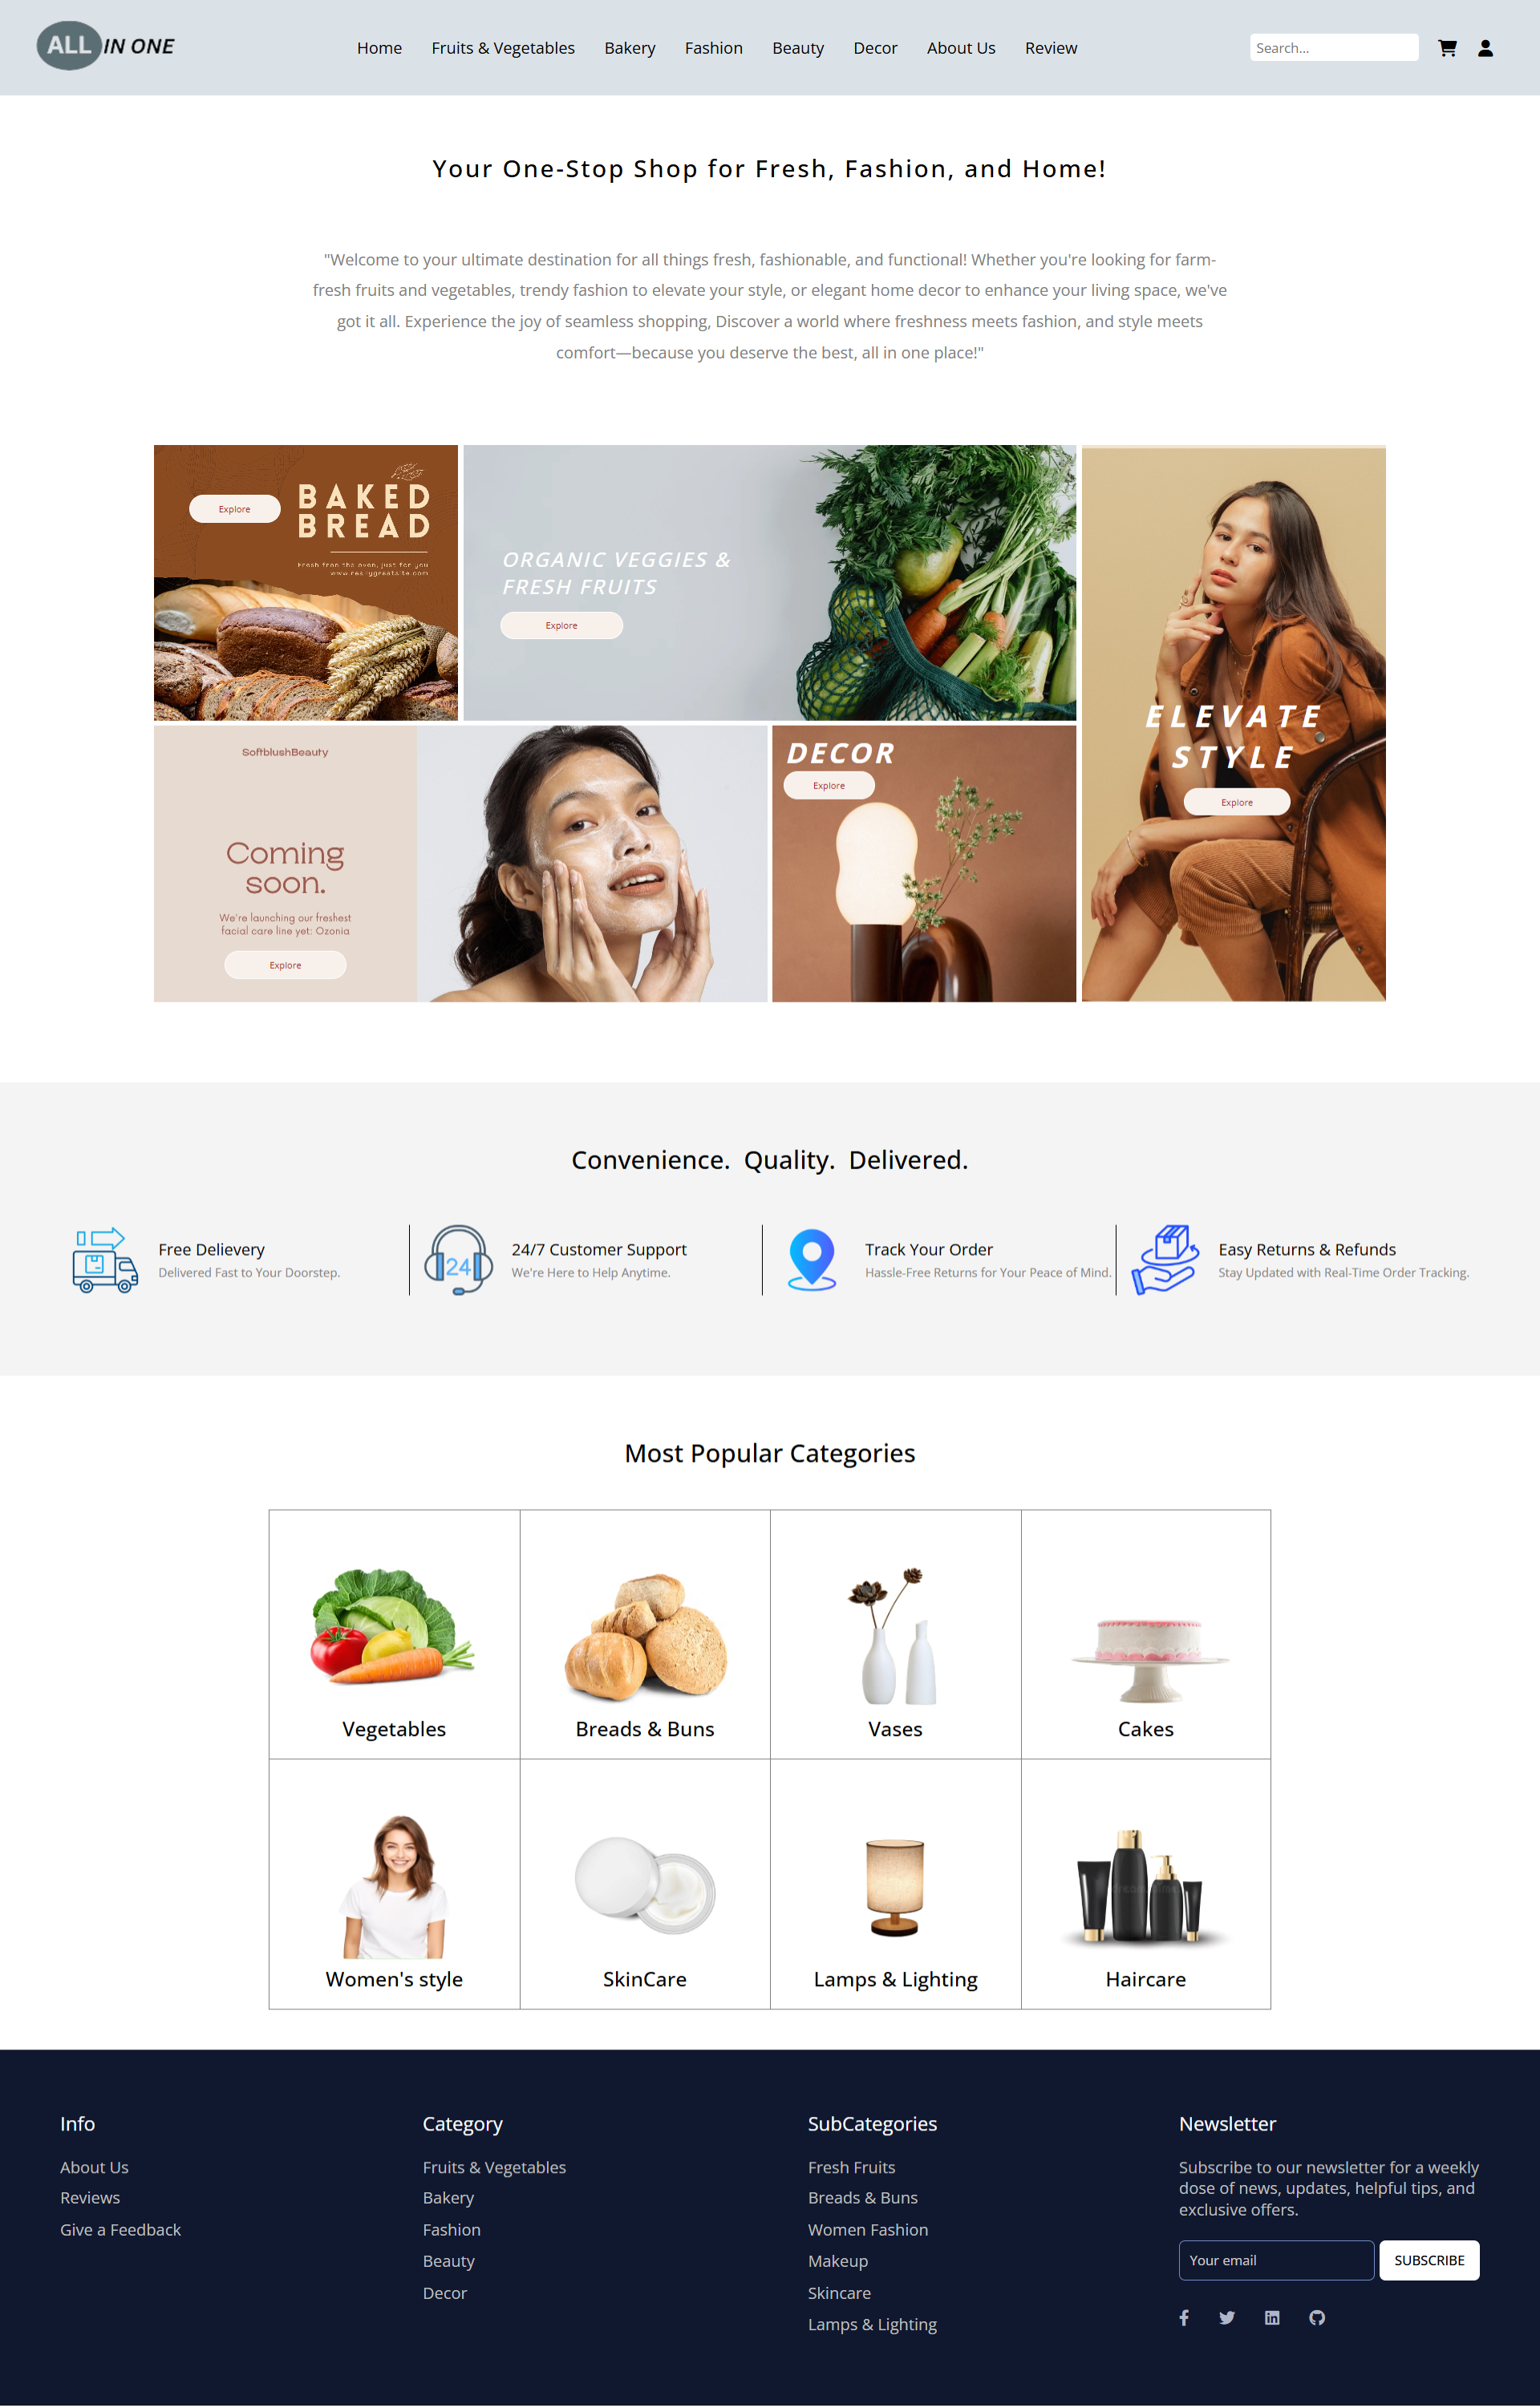 ALL IN ONE
Home Fruits & Vegetables Bakery Fashion Beauty Decor About Us Review
Search...
Your One-Stop Shop for Fresh, Fashion, and Home!
"Welcome to your ultimate destination for all things fresh, fashionable, and functional! Whether you're looking for farm-
fresh fruits and vegetables, trendy fashion to elevate your style, or elegant home decor to enhance your living space, we've
got it all. Experience the joy of seamless shopping, Discover a world where freshness meets fashion, and style meets
comfort—because you deserve the best, all in one place!"
Explore
BAKED
BREAD
Fresh from the oven, just for you
www.reallygreatsite.com
ORGANIC VEGGIES &
FRESH FRUITS
Explore
ELEVATE
STYLE
Explore
SoftblushBeauty
Coming
soon.
We're launching our freshest
facial care line yet: Ozonia
Explore
DECOR
Explore
Convenience. Quality. Delivered.
Free Delievery
Delivered Fast to Your Doorstep.
24
24/7 Customer Support
We're Here to Help Anytime.
Track Your Order
Hassle-Free Returns for Your Peace of Mind.
Easy Returns & Refunds
Stay Updated with Real-Time Order Tracking.
Most Popular Categories
Vegetables
Breads & Buns
Vases
Cakes
Women's style
SkinCare
Lamps & Lighting
Haircare
Info
About Us
Reviews
Give a Feedback
Category
Fruits & Vegetables
Bakery
Fashion
Beauty
Decor
SubCategories
Fresh Fruits
Breads & Buns
Women Fashion
Makeup
Skincare
Lamps & Lighting
Newsletter
Subscribe to our newsletter for a weekly
dose of news, updates, helpful tips, and
exclusive offers.
Your email
SUBSCRIBE